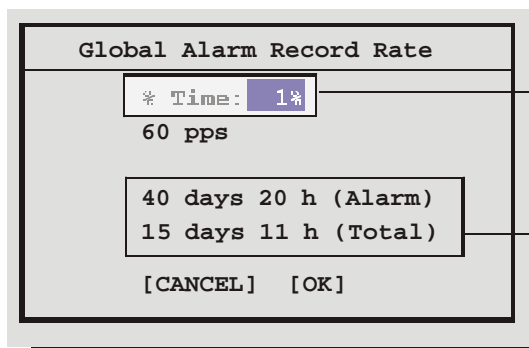 Global Alarm Record Rate
* Time: 1%
60 pps
40 days 20 h (Alarm)
15 days 11 h (Total)
[CANCEL] [OK]